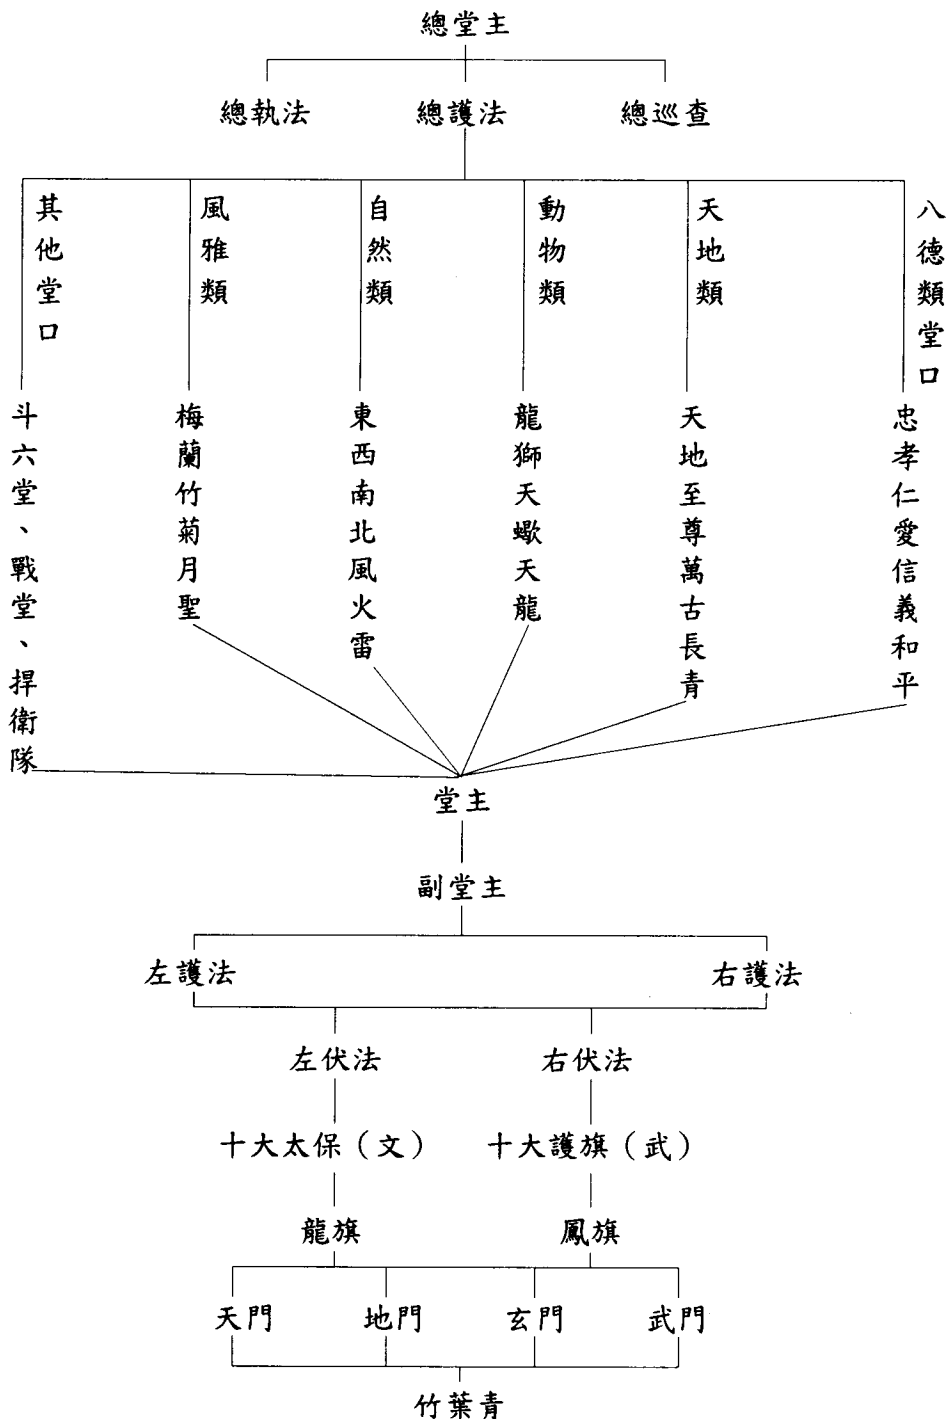 總堂主
總執法 總護法 總巡查
八德類堂口
天地類
動物類
自然類
風雅類
其他堂口
忠孝仁愛信義和平
天地至尊萬古長青
龍獅天蠍天龍
東西南北風火雷
梅蘭竹菊月聖
斗六堂、戰堂、捍衛隊
堂主
副堂主
左護法 右護法
左伏法 右伏法
十大太保（文） 十大護旗（武）
龍旗 鳳旗
天門 地門 玄門 武門
竹葉青